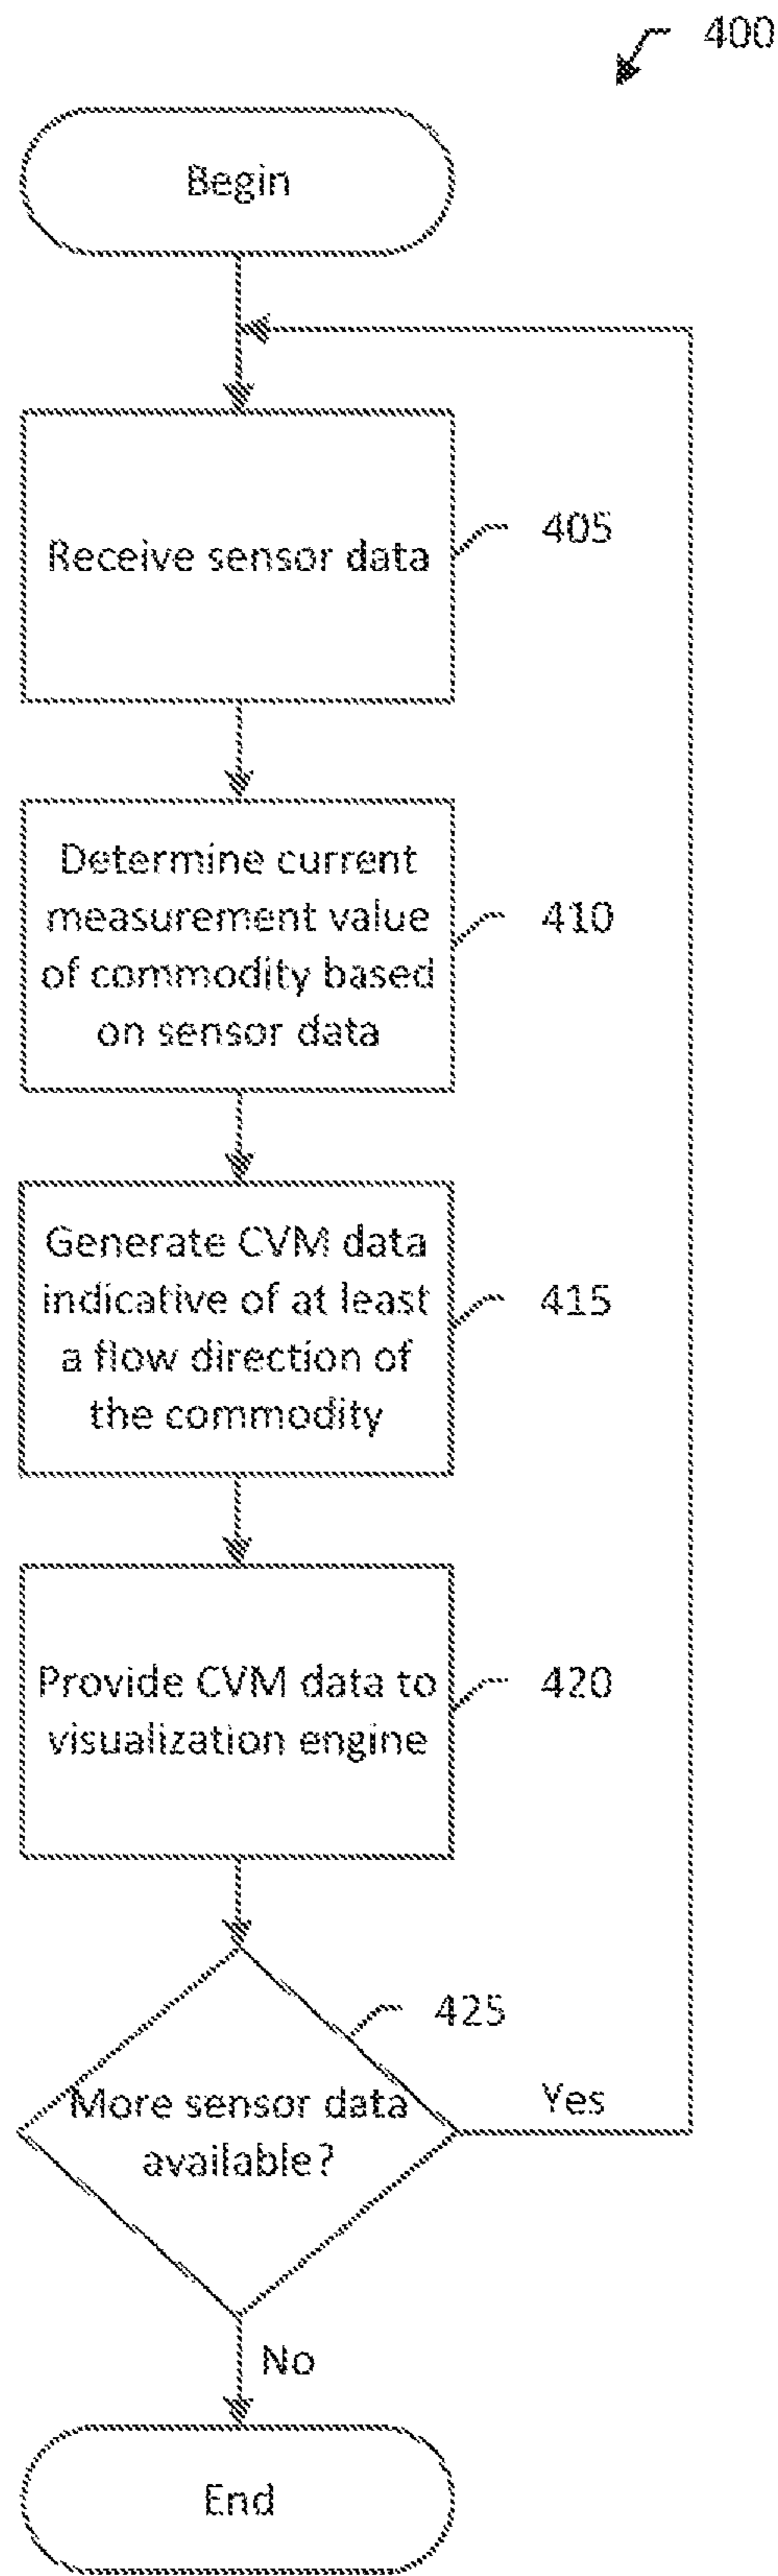 400
Begin
Receive sensor data
405
Determine current
measurement value
of commodity based
on sensor data
410
Generate CVM data
indicative of at least
a flow direction of
the commodity
415
Provide CVM data to
visualization engine
420
425
More sensor data
available?
Yes
No
End